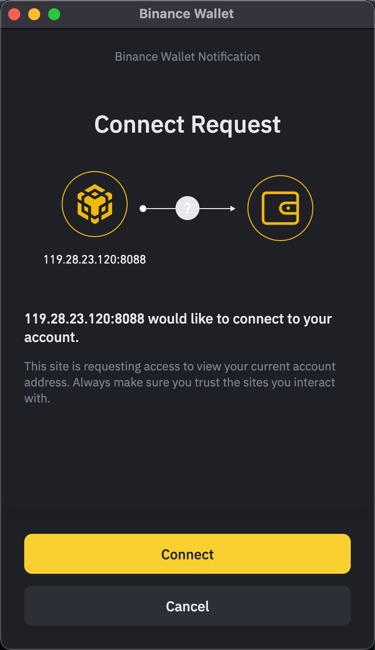 Binance Wallet
Binance Wallet Notification
Connect Request
?
119.28.23.120:8088
119.28.23.120:8088 would like to connect to your
account.
This site is requesting access to view your current account
address. Always make sure you trust the sites you interact
with.
Connect
Cancel